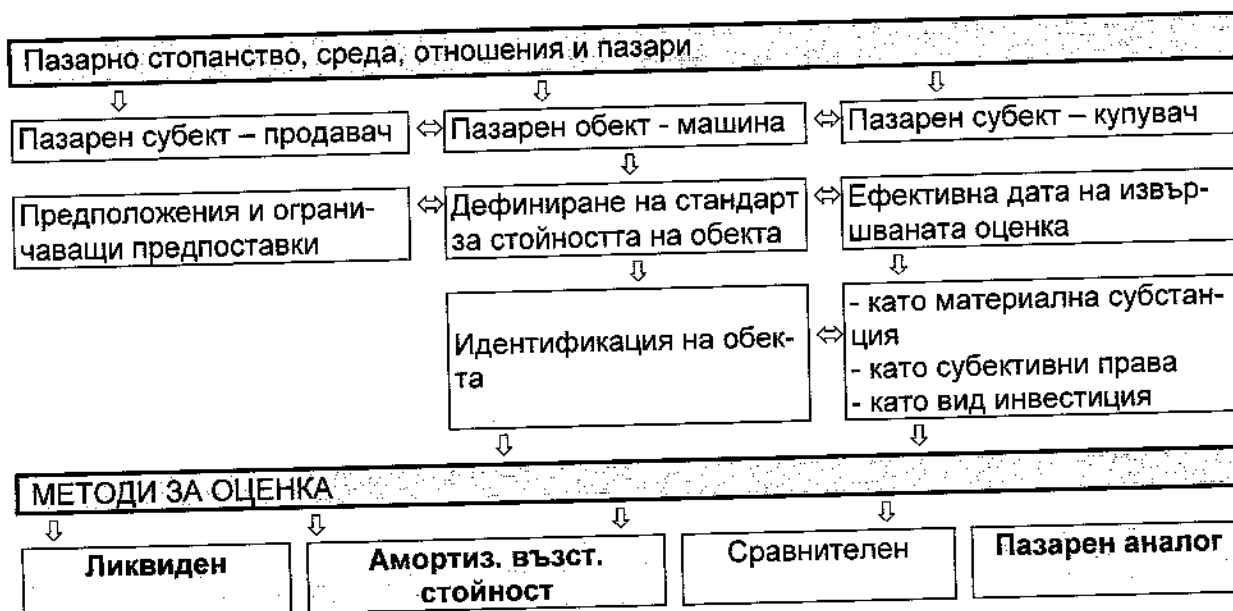 Пазарно стопанство, среда, отношения и пазари
Пазарен субект – продавач
Пазарен обект - машина
Пазарен субект – купувач
Предположения и ограни-
чаващи предпоставки
Дефиниране на стандарт
за стойността на обекта
Ефективна дата на извър-
шваната оценка
Идентификация на обек-
та
- като материална субстан-
ция
- като субективни права
- като вид инвестиция
МЕТОДИ ЗА ОЦЕНКА
Ликвиден
Амортиз. възст.
стойност
Сравнителен
Пазарен аналог